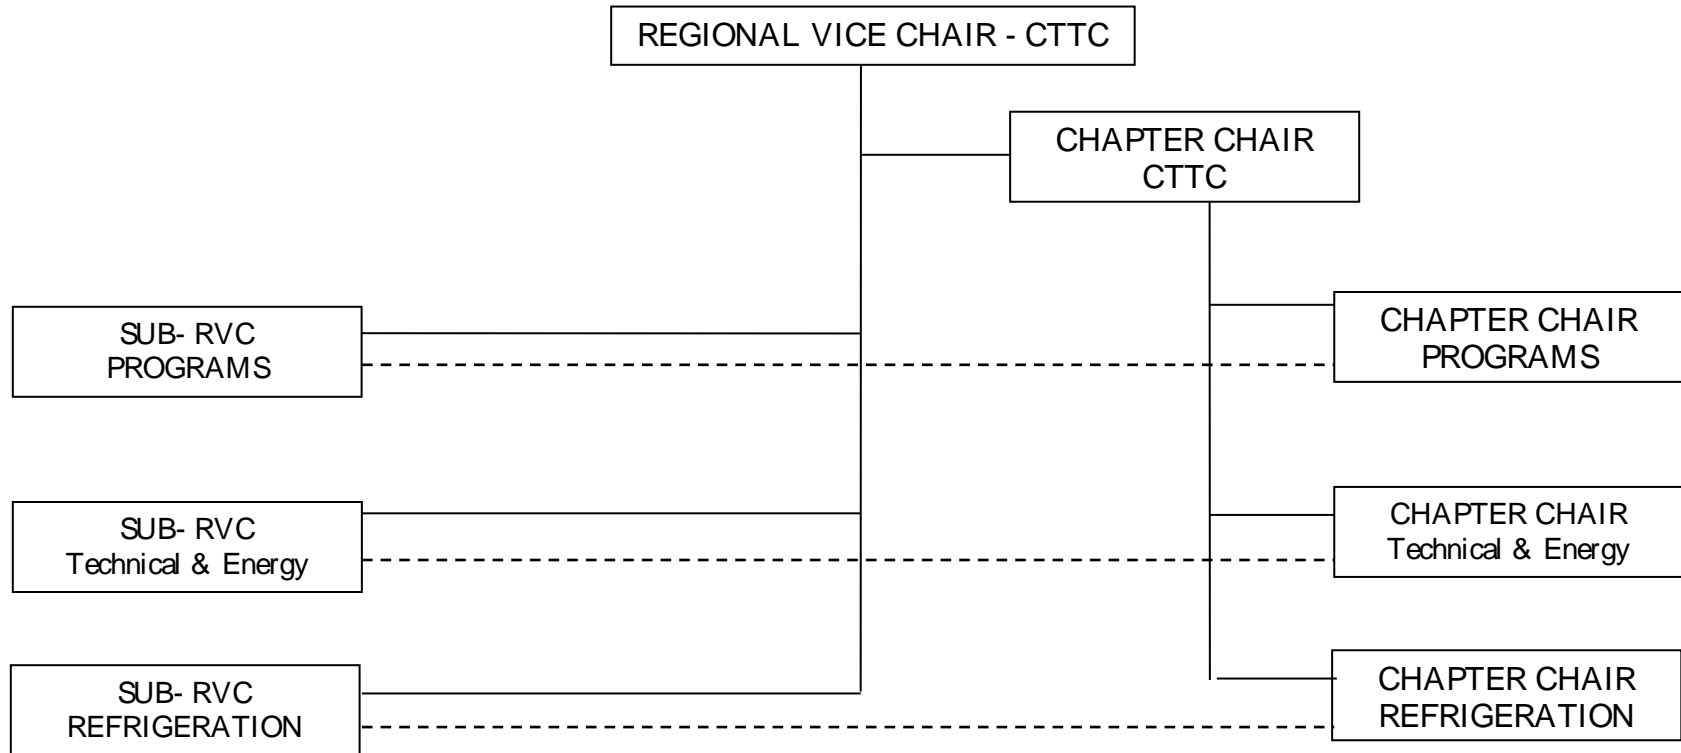 REGIONAL VICE CHAIR - CTTC
CHAPTER CHAIR
CTTC
SUB- RVC
PROGRAMS
CHAPTER CHAIR
PROGRAMS
SUB- RVC
Technical & Energy
CHAPTER CHAIR
Technical & Energy
SUB- RVC
REFRIGERATION
CHAPTER CHAIR
REFRIGERATION